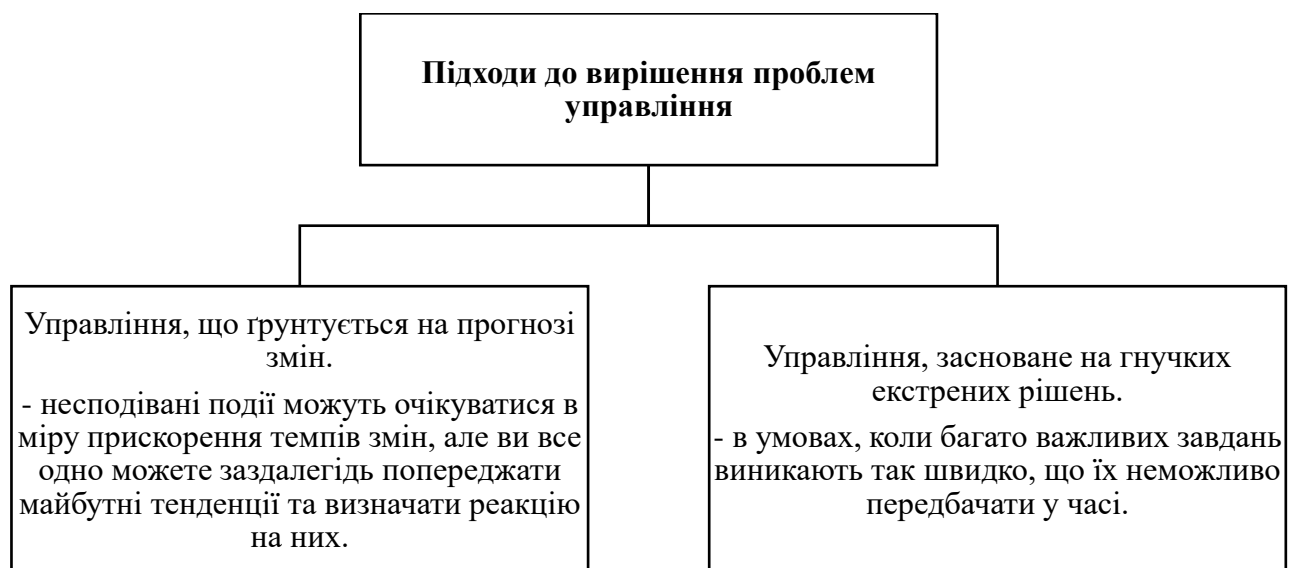 Підходи до вирішення проблем
управління
Управління, що ґрунтується на прогнозі
змін.
- несподівані події можуть очікуватися в
міру прискорення темпів змін, але ви все
одно можете заздалегідь попереджати
майбутні тенденції та визначати реакцію
на них.
Управління, засноване на гнучких
екстрених рішень.
- в умовах, коли багато важливих завдань
виникають так швидко, що їх неможливо
передбачати у часі.